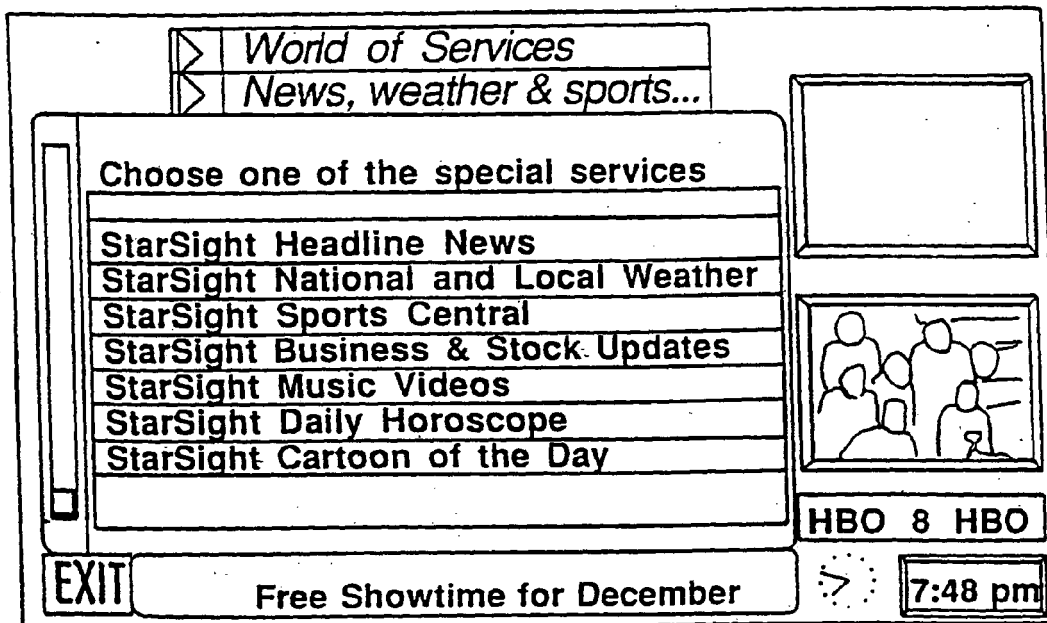 World of Services
News, weather & sports...
Choose one of the special services
StarSight Headline News
StarSight National and Local Weather
StarSight Sports Central
StarSight Business & Stock Updates
StarSight Music Videos
StarSight Daily Horoscope
StarSight Cartoon of the Day
HBO 8 HBO
EXIT
Free Showtime for December
7:48 pm